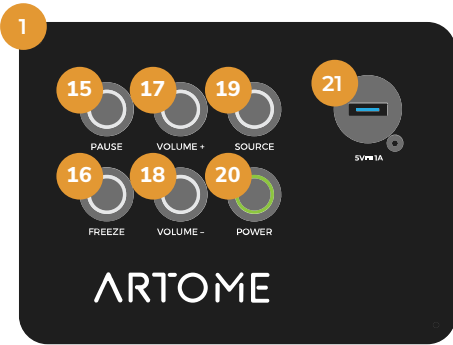 1
15 17 19 21
PAUSE VOLUME + SOURCE
5V⎓1A
16 18 20
FREEZE VOLUME – POWER
ARTOME